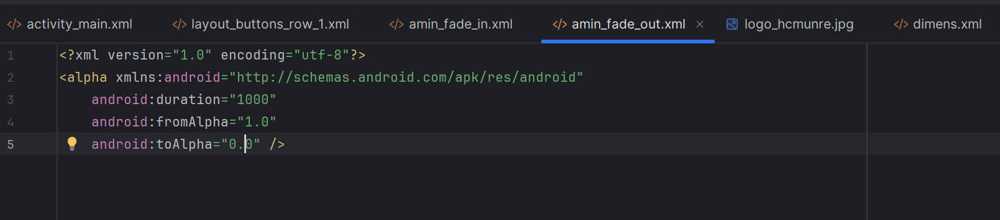 activity_main.xml layout_buttons_row_1.xml amin_fade_in.xml amin_fade_out.xml logo_hcmunre.jpg dimens.xml
1 <?xml version="1.0" encoding="utf-8"?>
2 <alpha xmlns:android="http://schemas.android.com/apk/res/android"
3 android:duration="1000"
4 android:fromAlpha="1.0"
5 android:toAlpha="0.0" />